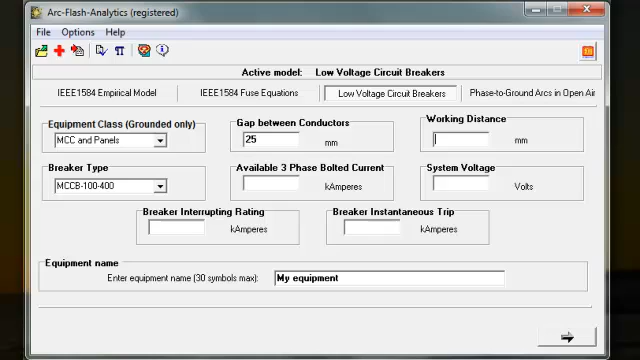 Arc-Flash-Analytics (registered)
File Options Help
Active model: Low Voltage Circuit Breakers
IEEE1584 Empirical Model IEEE1584 Fuse Equations Low Voltage Circuit Breakers Phase-to-Ground Arcs in Open Air
Equipment Class (Grounded only) Gap between Conductors Working Distance
MCC and Panels 25 mm mm
Breaker Type Available 3 Phase Bolted Current System Voltage
MCCB-100-400 kAmperes Volts
Breaker Interrupting Rating Breaker Instantaneous Trip
kAmperes kAmperes
Equipment name
Enter equipment name (30 symbols max): My equipment